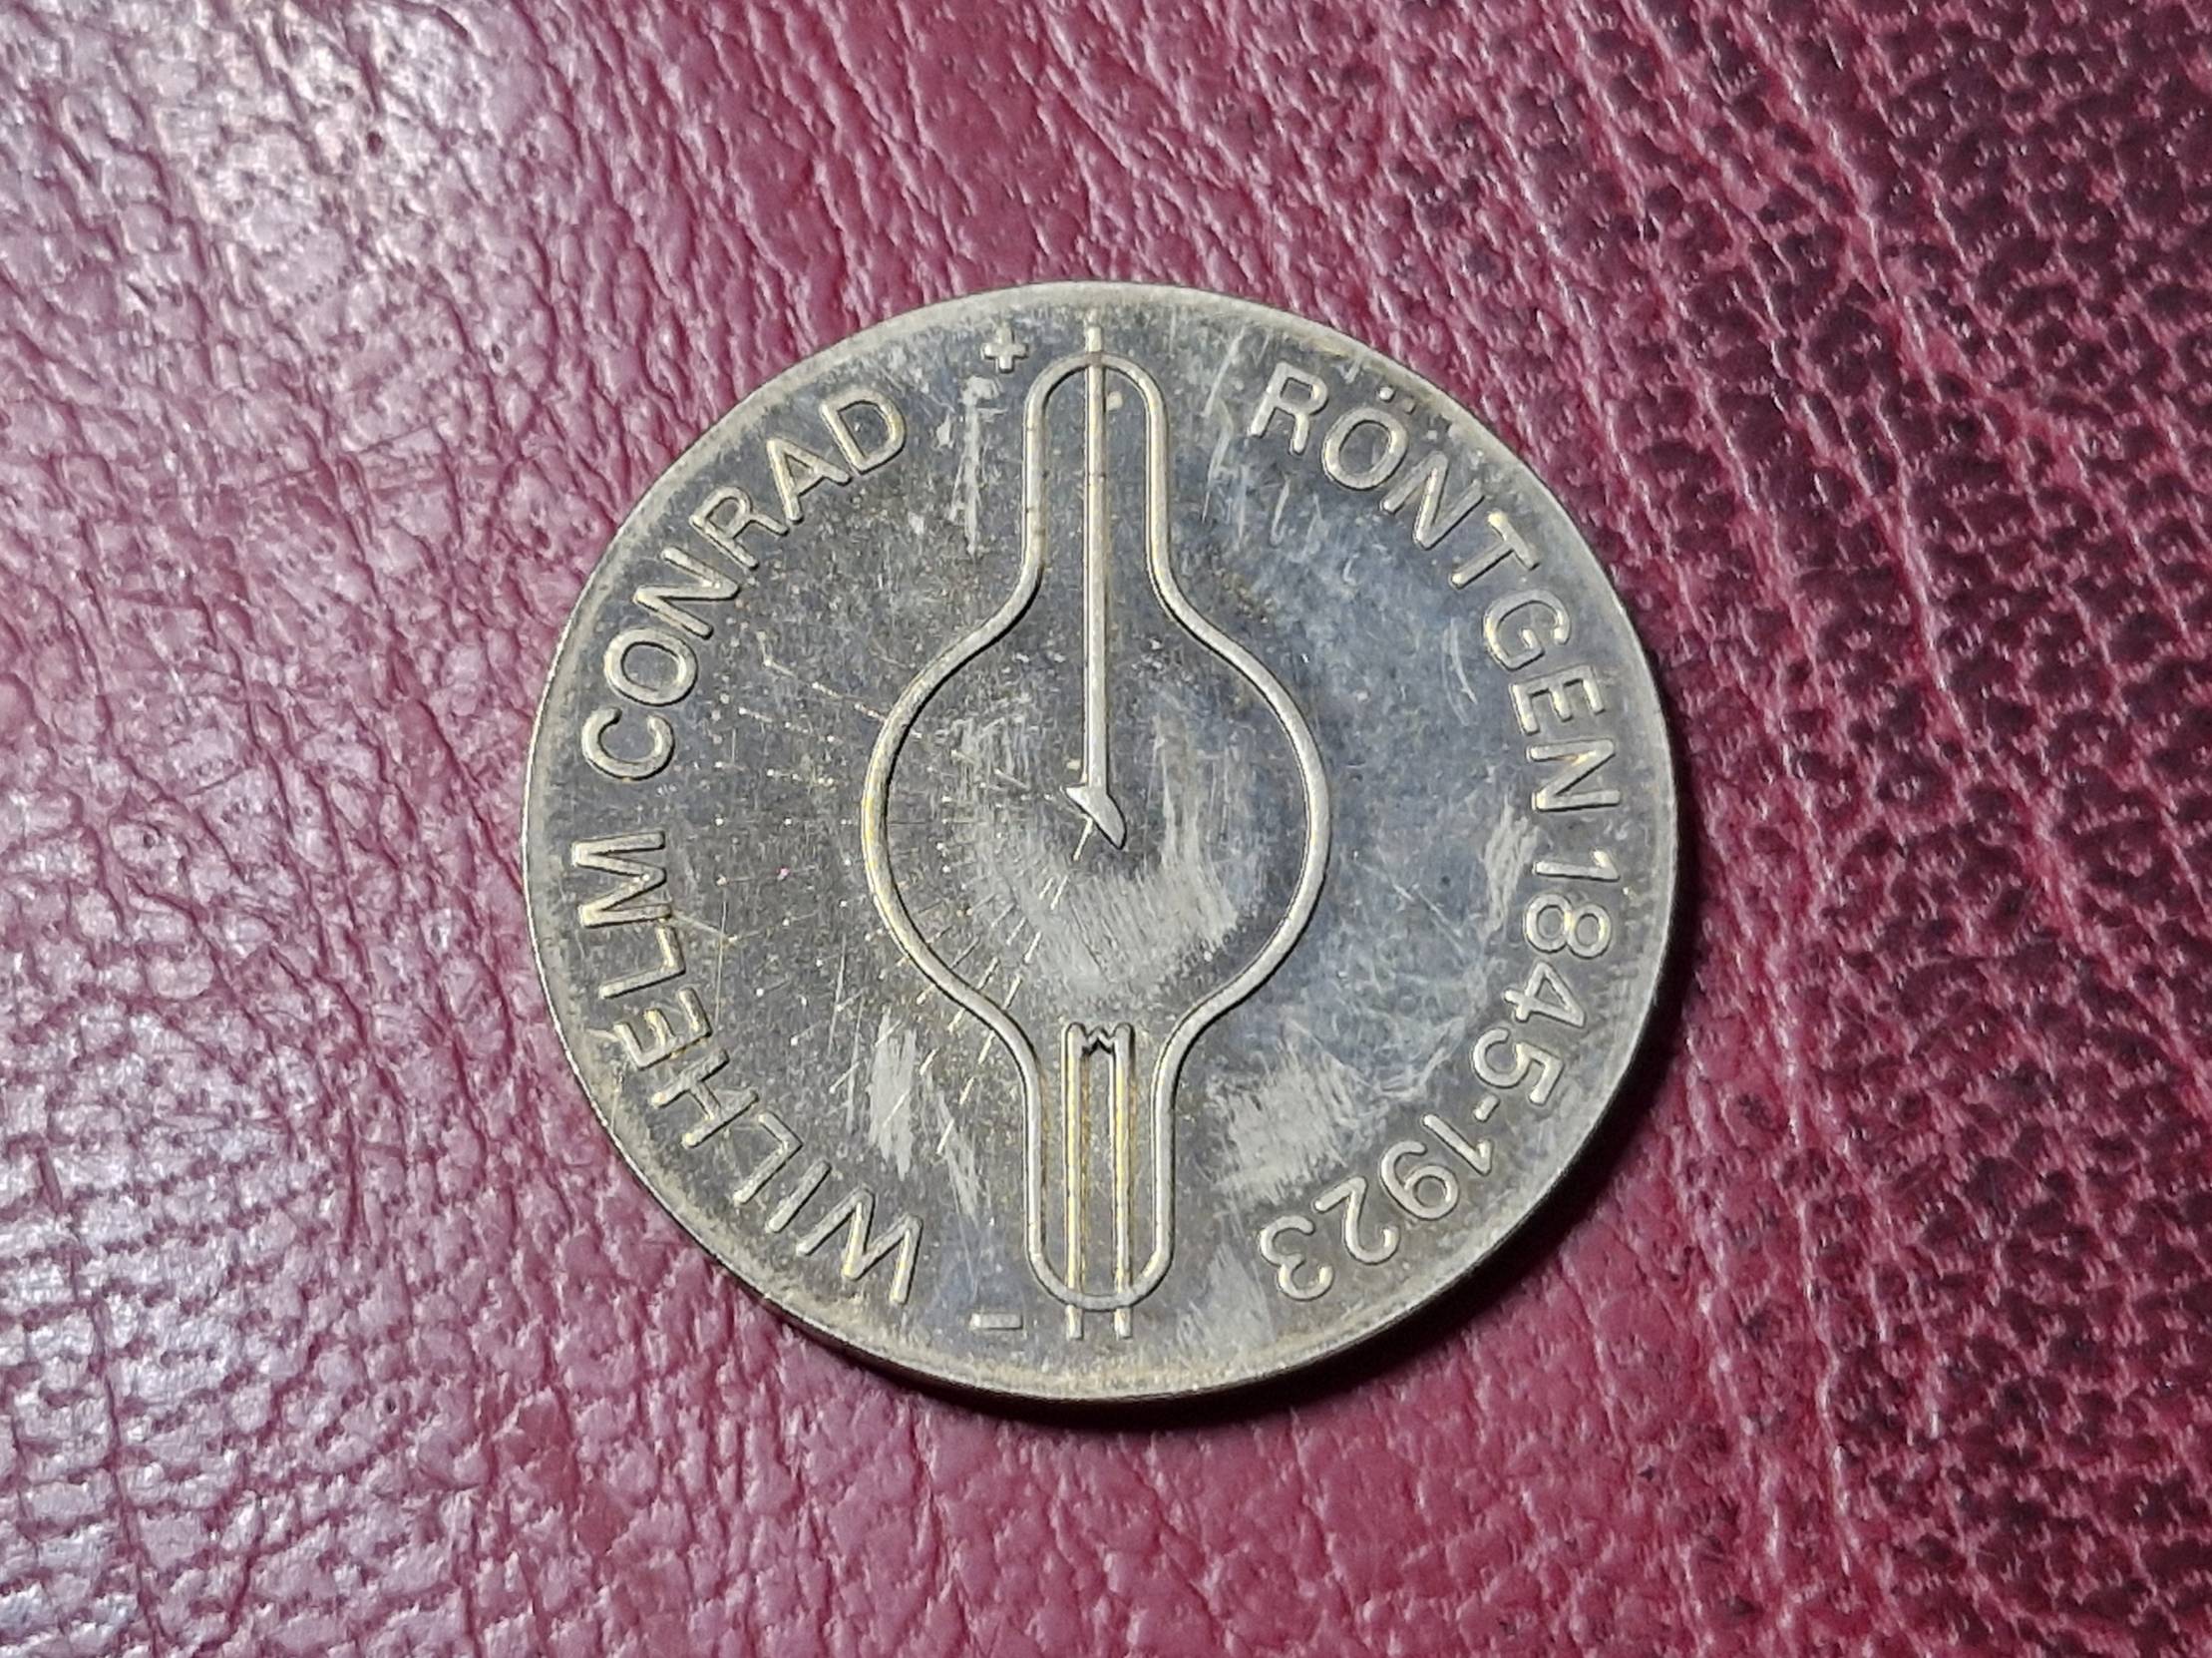 WILHELM CONRAD RÖNTGEN 1845-1923
+
-